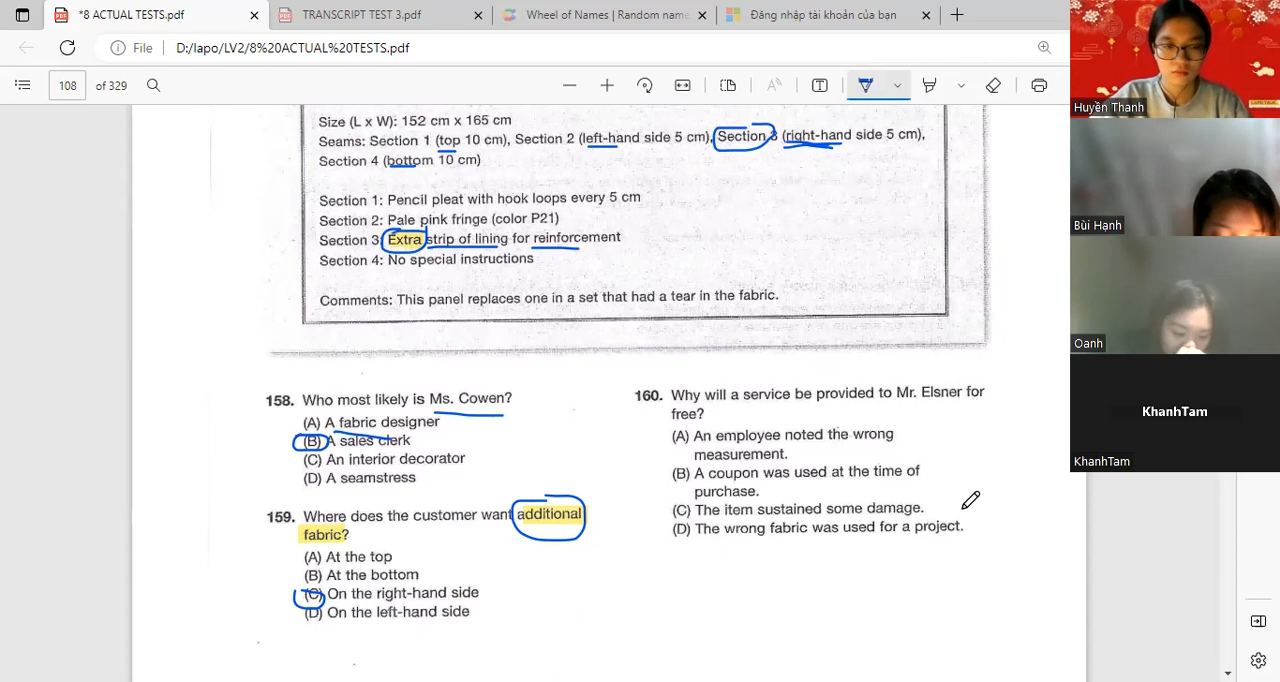 *8 ACTUAL TESTS.pdf
TRANSCRIPT TEST 3.pdf
Wheel of Names | Random name
Đăng nhập tài khoản của bạn
File
D:/lapo/LV2/8%20ACTUAL%20TESTS.pdf
108
of 329
Size (L x W): 152 cm x 165 cm
Seams: Section 1 (top 10 cm), Section 2 (left-hand side 5 cm), Section 3 (right-hand side 5 cm),
Section 4 (bottom 10 cm)
Section 1: Pencil pleat with hook loops every 5 cm
Section 2: Pale pink fringe (color P21)
Section 3: Extra strip of lining for reinforcement
Section 4: No special instructions
Comments: This panel replaces one in a set that had a tear in the fabric.
158. Who most likely is Ms. Cowen?
(A) A fabric designer
(B) A sales clerk
(C) An interior decorator
(D) A seamstress
159. Where does the customer want additional
fabric?
(A) At the top
(B) At the bottom
(C) On the right-hand side
(D) On the left-hand side
160. Why will a service be provided to Mr. Elsner for
free?
(A) An employee noted the wrong
measurement.
(B) A coupon was used at the time of
purchase.
(C) The item sustained some damage.
(D) The wrong fabric was used for a project.
Huyền Thanh
Bùi Hạnh
Oanh
KhanhTam
KhanhTam